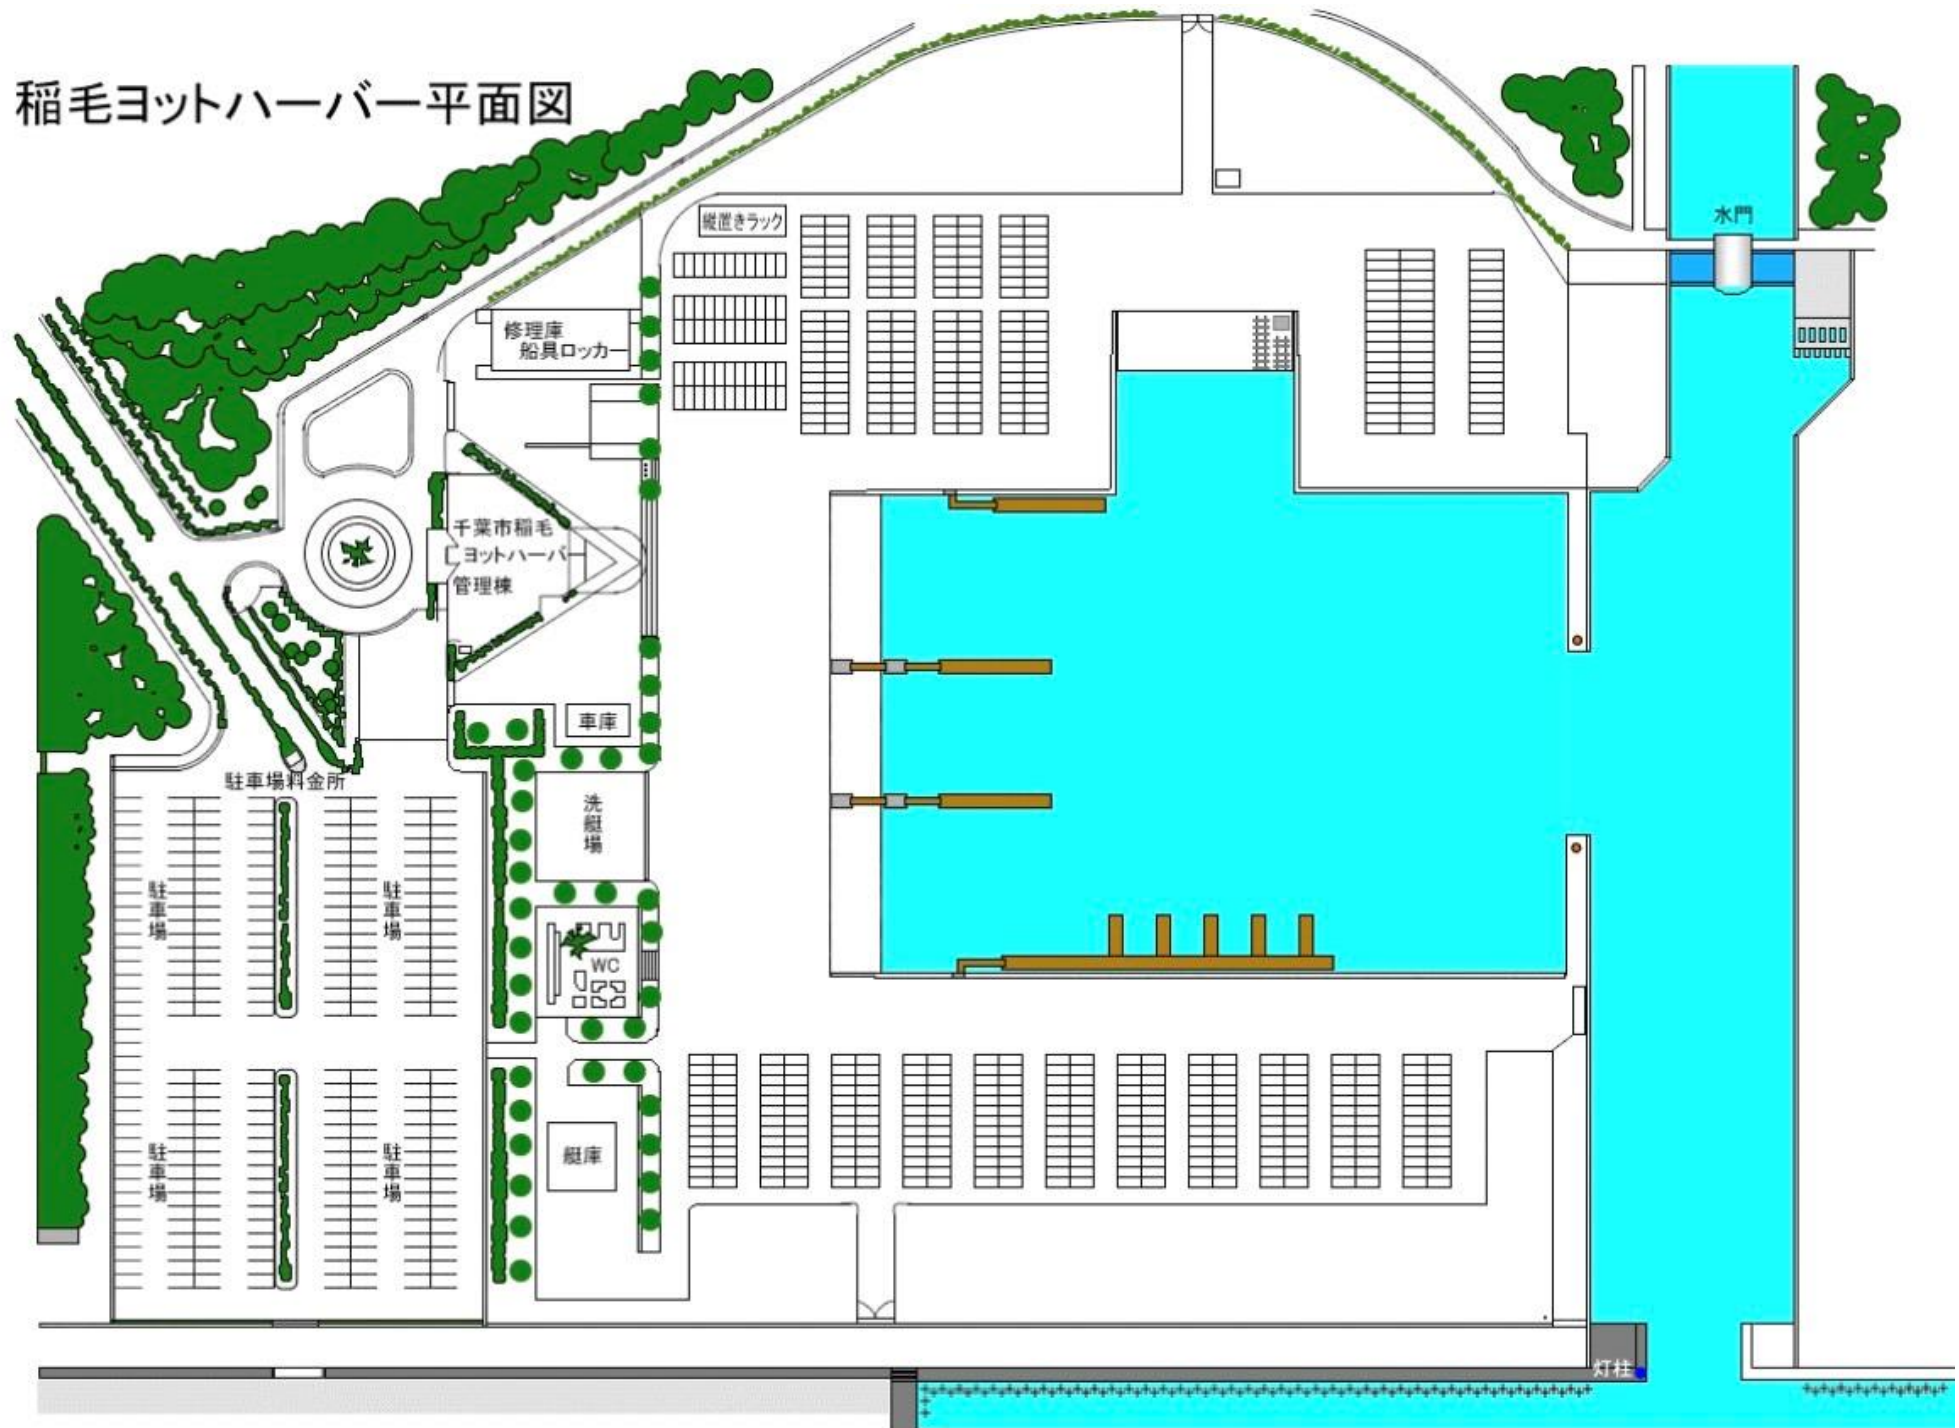 稲毛ヨットハーバー平面図
水門
縦置きラック
修理庫
船具ロッカー
千葉市稲毛
ヨットハーバー
管理棟
車庫
駐車場料金所
洗艇場
駐車場
駐車場
WC
駐車場
駐車場
艇庫
灯柱